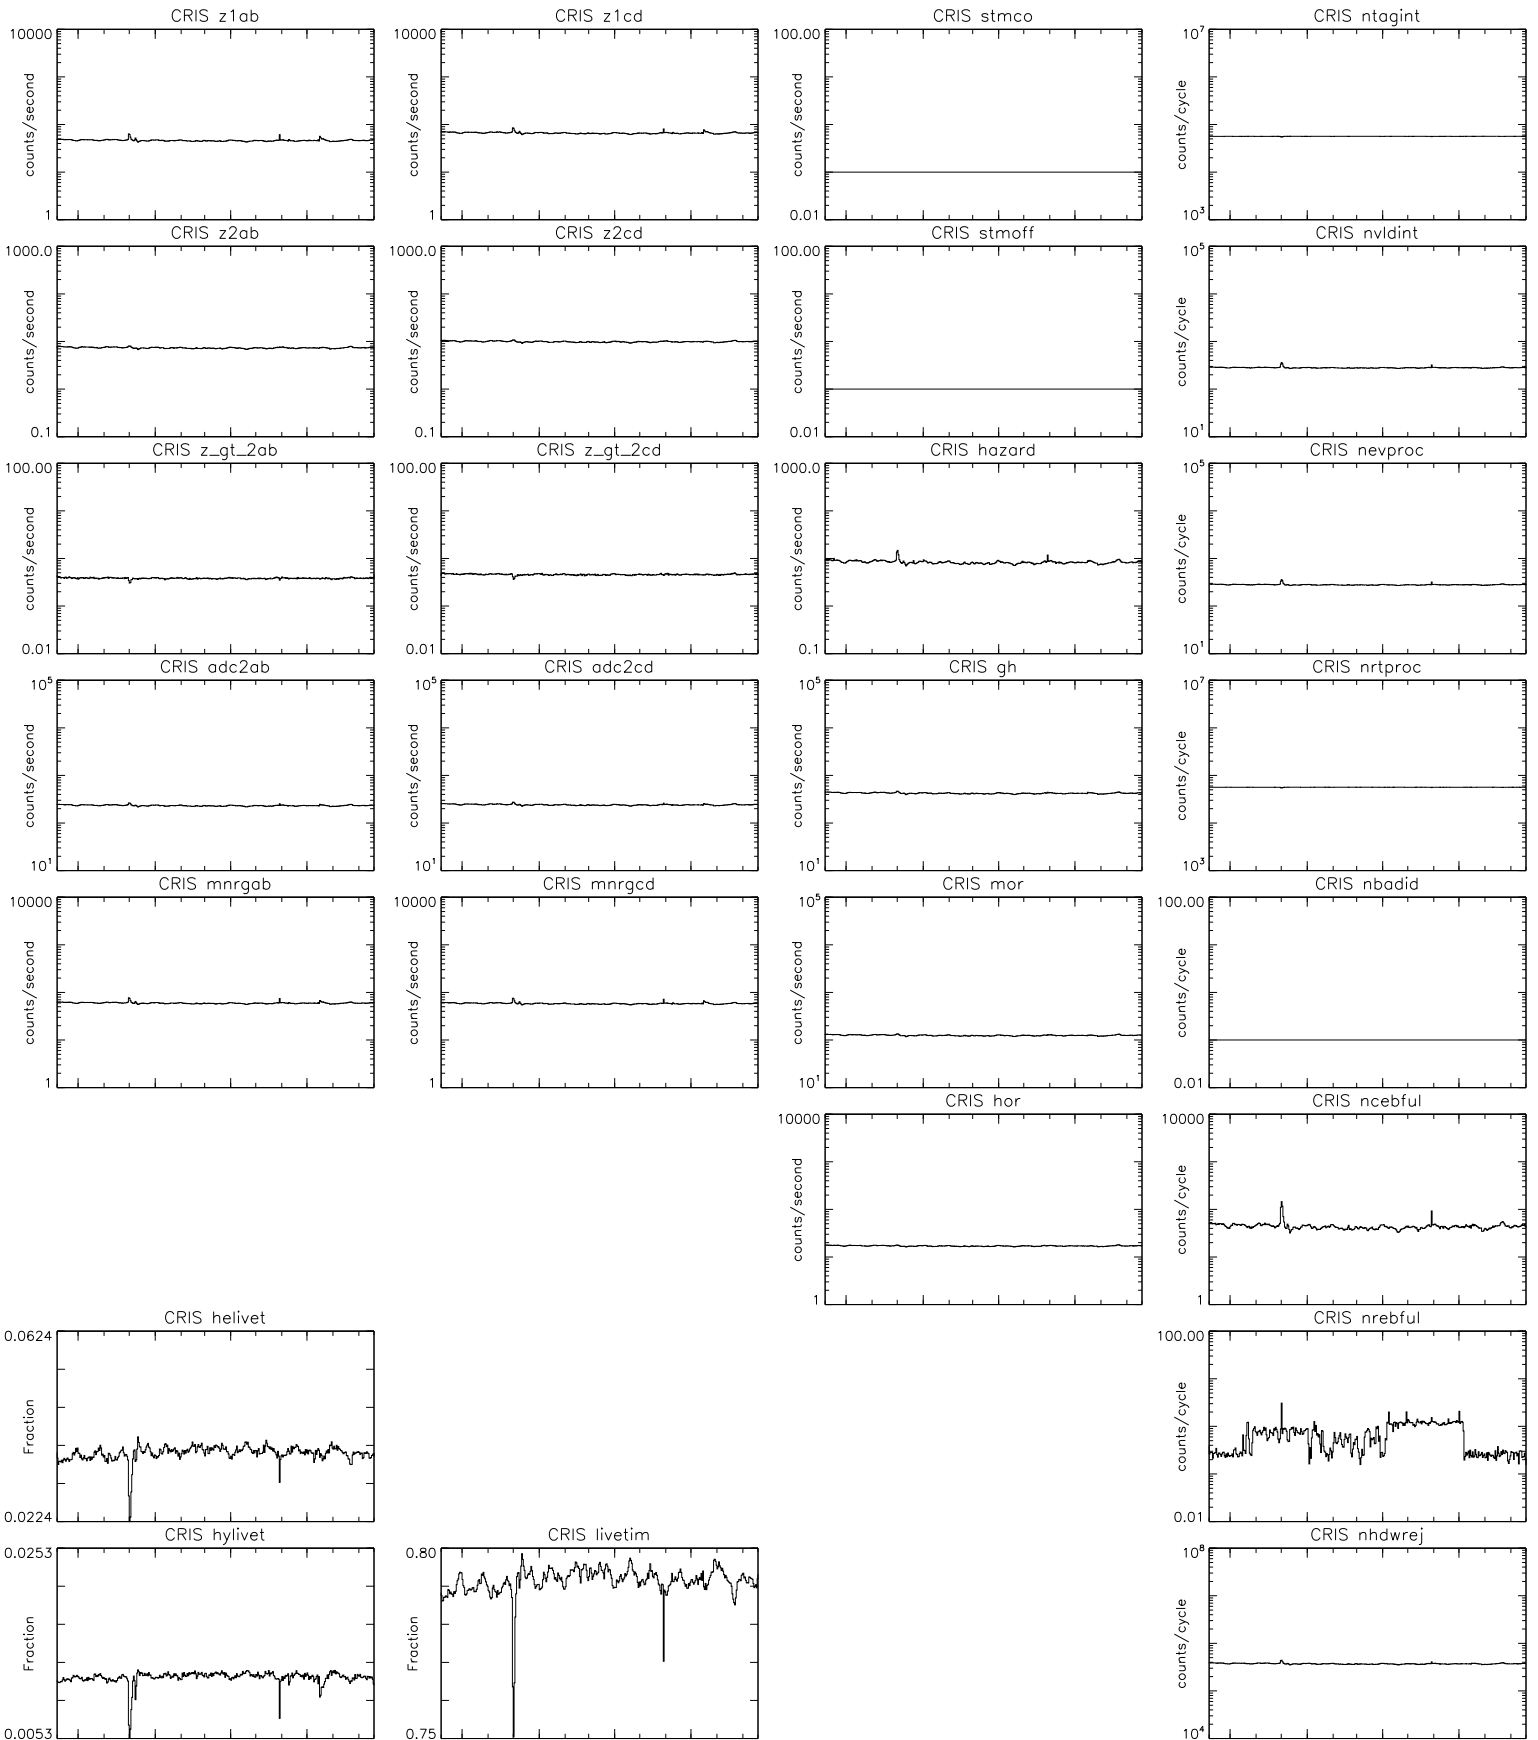 CRIS z1ab CRIS z1cd CRIS stmco CRIS ntagint
10000 10000 100.00 10^7
counts/second counts/second counts/second counts/cycle
1 1 0.01 10^3
CRIS z2ab CRIS z2cd CRIS stmoff CRIS nvldint
1000.0 1000.0 100.00 10^5
counts/second counts/second counts/second counts/cycle
0.1 0.1 0.01 10^1
CRIS z_gt_2ab CRIS z_gt_2cd CRIS hazard CRIS nevproc
100.00 100.00 1000.0 10^5
counts/second counts/second counts/second counts/cycle
0.01 0.01 0.1 10^1
CRIS adc2ab CRIS adc2cd CRIS gh CRIS nrtproc
10^5 10^5 10^5 10^7
counts/second counts/second counts/second counts/cycle
10^1 10^1 10^1 10^3
CRIS mnrgab CRIS mnrgcd CRIS mor CRIS nbadid
10000 10000 10^5 100.00
counts/second counts/second counts/second counts/cycle
1 1 10^1 0.01
CRIS hor CRIS ncebful
10000 10000
counts/second counts/cycle
1 1
CRIS helivet CRIS nrebful
0.0624 100.00
Fraction counts/cycle
0.0224 0.01
CRIS hylivet CRIS livetim CRIS nhdwrej
0.0253 0.80 10^8
Fraction Fraction counts/cycle
0.0053 0.75 10^4